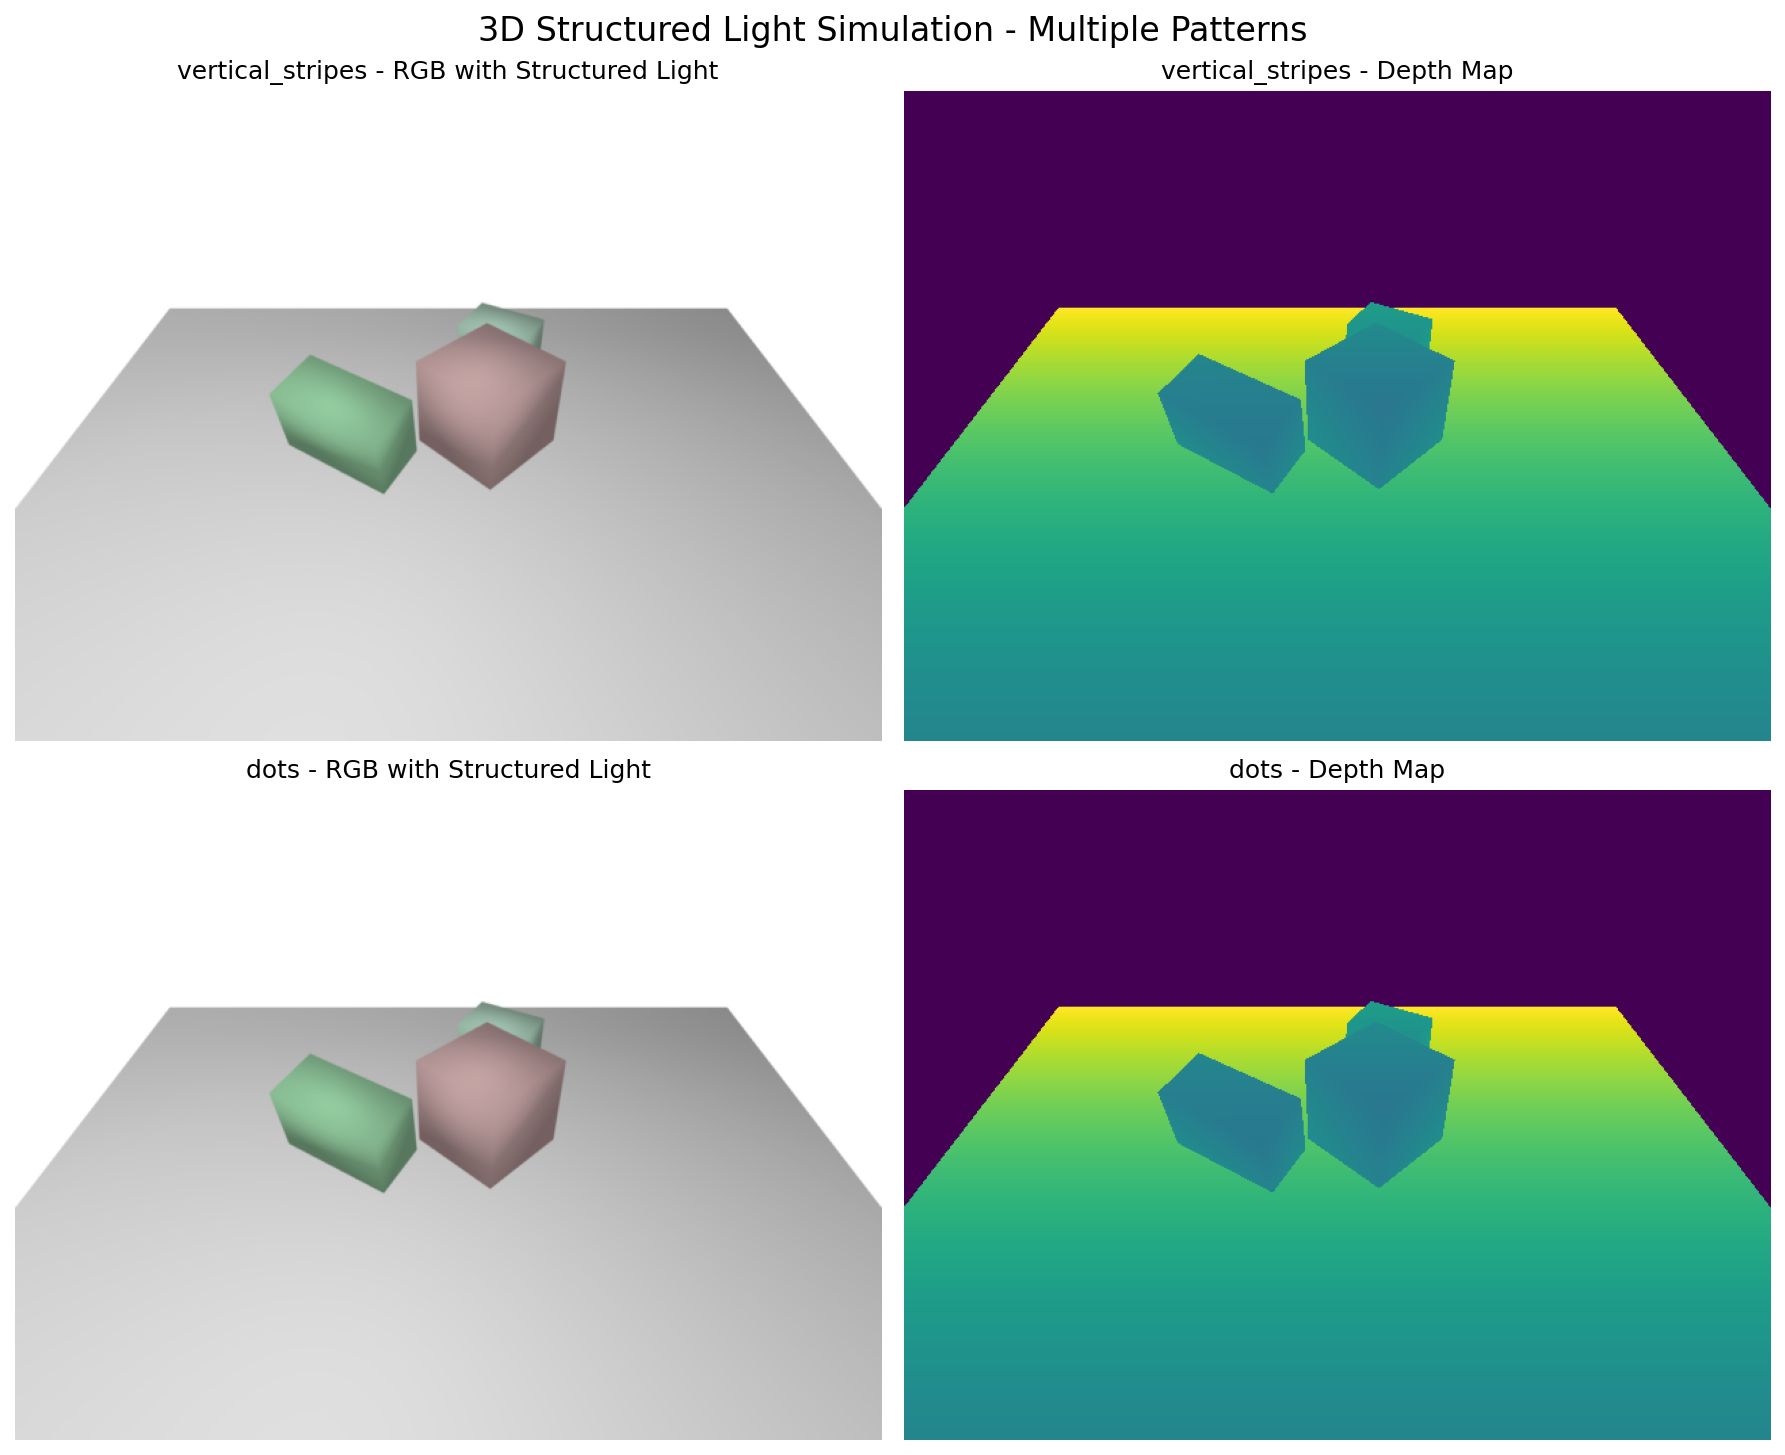 3D Structured Light Simulation - Multiple Patterns
vertical_stripes - RGB with Structured Light
vertical_stripes - Depth Map
dots - RGB with Structured Light
dots - Depth Map